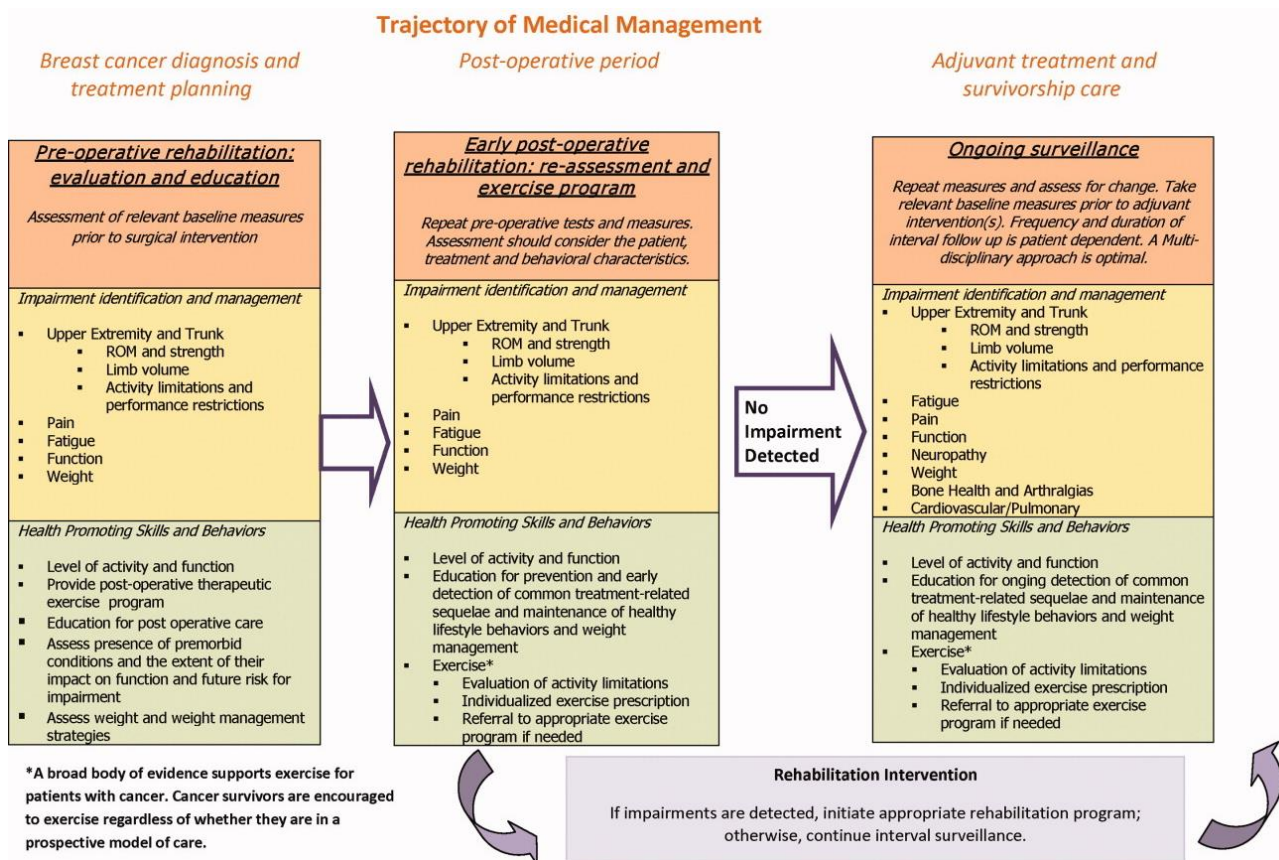 Trajectory of Medical Management
Breast cancer diagnosis and
treatment planning
Post-operative period
Adjuvant treatment and
survivorship care
Pre-operative rehabilitation:
evaluation and education
Assessment of relevant baseline measures
prior to surgical intervention
Impairment identification and management
▪ Upper Extremity and Trunk
▪ ROM and strength
▪ Limb volume
▪ Activity limitations and
performance restrictions
▪ Pain
▪ Fatigue
▪ Function
▪ Weight
Health Promoting Skills and Behaviors
▪ Level of activity and function
▪ Provide post-operative therapeutic
exercise program
▪ Education for post operative care
▪ Assess presence of premorbid
conditions and the extent of their
impact on function and future risk for
impairment
▪ Assess weight and weight management
strategies
Early post-operative
rehabilitation: re-assessment and
exercise program
Repeat pre-operative tests and measures.
Assessment should consider the patient,
treatment and behavioral characteristics.
Impairment identification and management
▪ Upper Extremity and Trunk
▪ ROM and strength
▪ Limb volume
▪ Activity limitations and
performance restrictions
▪ Pain
▪ Fatigue
▪ Function
▪ Weight
Health Promoting Skills and Behaviors
▪ Level of activity and function
▪ Education for prevention and early
detection of common treatment-related
sequelae and maintenance of healthy
lifestyle behaviors and weight
management
▪ Exercise*
▪ Evaluation of activity limitations
▪ Individualized exercise prescription
▪ Referral to appropriate exercise
program if needed
No
Impairment
Detected
Ongoing surveillance
Repeat measures and assess for change. Take
relevant baseline measures prior to adjuvant
intervention(s). Frequency and duration of
interval follow up is patient dependent. A Multi-
disciplinary approach is optimal.
Impairment identification and management
▪ Upper Extremity and Trunk
▪ ROM and strength
▪ Limb volume
▪ Activity limitations and performance
restrictions
▪ Fatigue
▪ Pain
▪ Function
▪ Neuropathy
▪ Weight
▪ Bone Health and Arthralgias
▪ Cardiovascular/Pulmonary
Health Promoting Skills and Behaviors
▪ Level of activity and function
▪ Education for onging detection of common
treatment-related sequelae and maintenance
of healthy lifestyle behaviors and weight
management
▪ Exercise*
▪ Evaluation of activity limitations
▪ Individualized exercise prescription
▪ Referral to appropriate exercise
program if needed
*A broad body of evidence supports exercise for
patients with cancer. Cancer survivors are encouraged
to exercise regardless of whether they are in a
prospective model of care.
Rehabilitation Intervention
If impairments are detected, initiate appropriate rehabilitation program;
otherwise, continue interval surveillance.